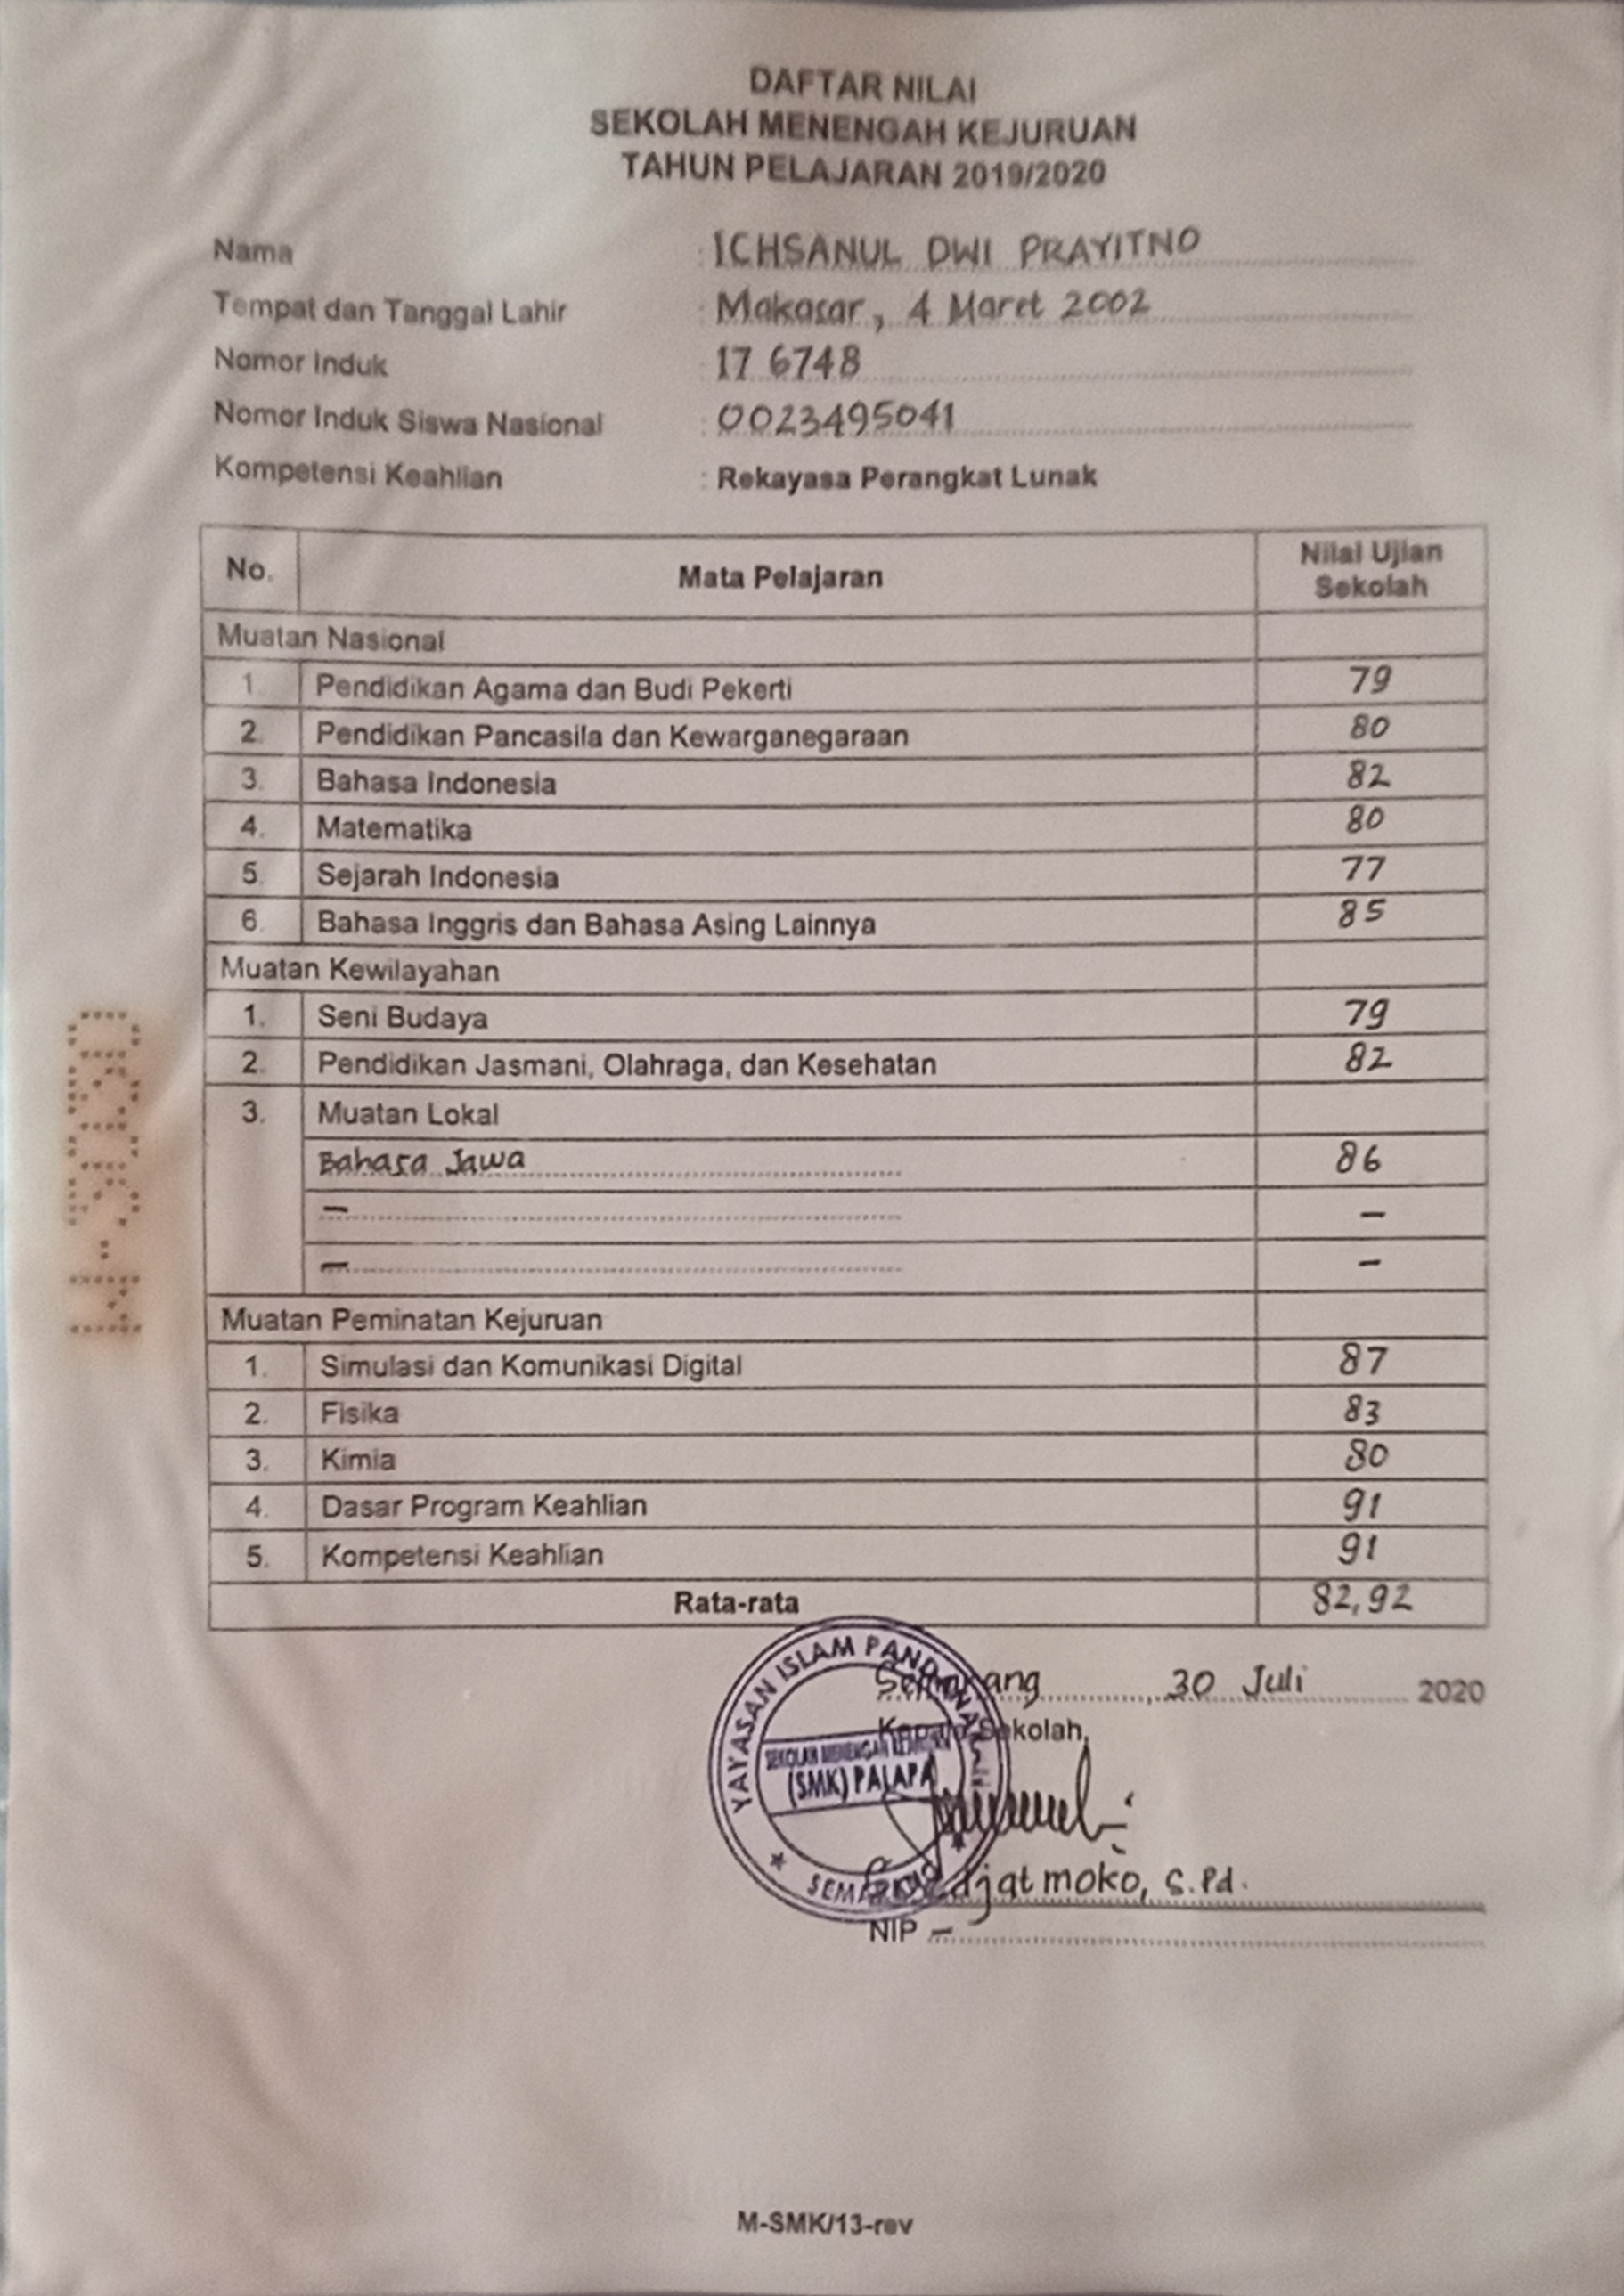 DAFTAR NILAI
SEKOLAH MENENGAH KEJURUAN
TAHUN PELAJARAN 2019/2020
Nama : ICHSANUL DWI PRAYITNO
Tempat dan Tanggal Lahir : Makasar, 4 Maret 2002
Nomor Induk : 17 6748
Nomor Induk Siswa Nasional : 0023495041
Kompetensi Keahlian : Rekayasa Perangkat Lunak
No. Mata Pelajaran Nilai Ujian Sekolah
Muatan Nasional
1. Pendidikan Agama dan Budi Pekerti 79
2. Pendidikan Pancasila dan Kewarganegaraan 80
3. Bahasa Indonesia 82
4. Matematika 80
5. Sejarah Indonesia 77
6. Bahasa Inggris dan Bahasa Asing Lainnya 85
Muatan Kewilayahan
1. Seni Budaya 79
2. Pendidikan Jasmani, Olahraga, dan Kesehatan 82
3. Muatan Lokal
Bahasa Jawa 86
– –
– –
Muatan Peminatan Kejuruan
1. Simulasi dan Komunikasi Digital 87
2. Fisika 83
3. Kimia 80
4. Dasar Program Keahlian 91
5. Kompetensi Keahlian 91
Rata-rata 82,92
Semarang, 30 Juli 2020
Kepala Sekolah,
YAYASAN ISLAM
SEKOLAH MENENGAH KEJURUAN
(SMK) PALAPA
SEMARANG
djatmoko, S.Pd.
NIP –
M-SMK/13-rev